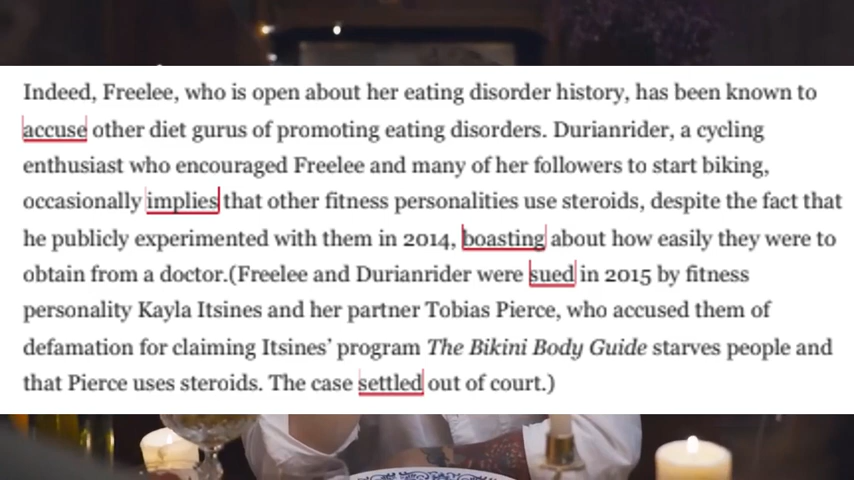 Indeed, Freelee, who is open about her eating disorder history, has been known to
accuse other diet gurus of promoting eating disorders. Durianrider, a cycling
enthusiast who encouraged Freelee and many of her followers to start biking,
occasionally implies that other fitness personalities use steroids, despite the fact that
he publicly experimented with them in 2014, boasting about how easily they were to
obtain from a doctor.(Freelee and Durianrider were sued in 2015 by fitness
personality Kayla Itsines and her partner Tobias Pierce, who accused them of
defamation for claiming Itsines’ program The Bikini Body Guide starves people and
that Pierce uses steroids. The case settled out of court.)